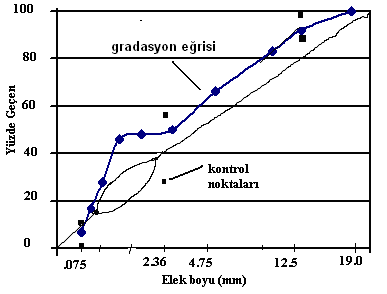 100
80
60
40
20
0
Yüzde Geçen
gradasyon eğrisi
kontrol
noktaları
.075
2.36
4.75
12.5
19.0
Elek boyu (mm)